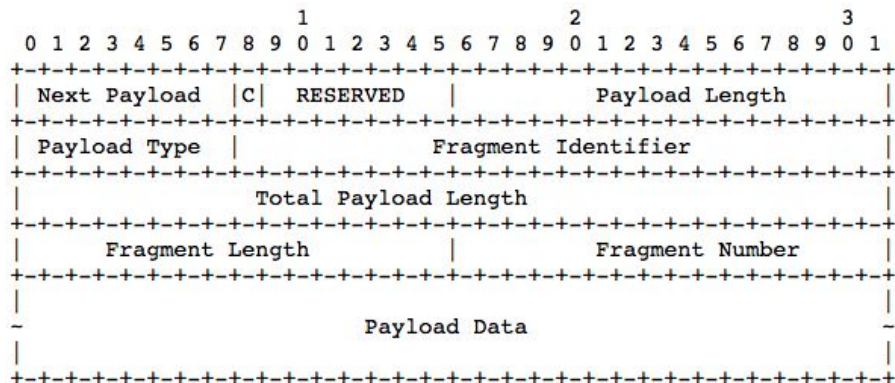 1                   2                   3
 0 1 2 3 4 5 6 7 8 9 0 1 2 3 4 5 6 7 8 9 0 1 2 3 4 5 6 7 8 9 0 1
+-+-+-+-+-+-+-+-+-+-+-+-+-+-+-+-+-+-+-+-+-+-+-+-+-+-+-+-+-+-+-+-+
| Next Payload  |C|  RESERVED   |         Payload Length        |
+-+-+-+-+-+-+-+-+-+-+-+-+-+-+-+-+-+-+-+-+-+-+-+-+-+-+-+-+-+-+-+-+
| Payload Type  |              Fragment Identifier              |
+-+-+-+-+-+-+-+-+-+-+-+-+-+-+-+-+-+-+-+-+-+-+-+-+-+-+-+-+-+-+-+-+
|                 Total Payload Length                          |
+-+-+-+-+-+-+-+-+-+-+-+-+-+-+-+-+-+-+-+-+-+-+-+-+-+-+-+-+-+-+-+-+
|      Fragment Length          |          Fragment Number      |
+-+-+-+-+-+-+-+-+-+-+-+-+-+-+-+-+-+-+-+-+-+-+-+-+-+-+-+-+-+-+-+-+
|                                                               |
~                         Payload Data                          ~
|                                                               |
+-+-+-+-+-+-+-+-+-+-+-+-+-+-+-+-+-+-+-+-+-+-+-+-+-+-+-+-+-+-+-+-+